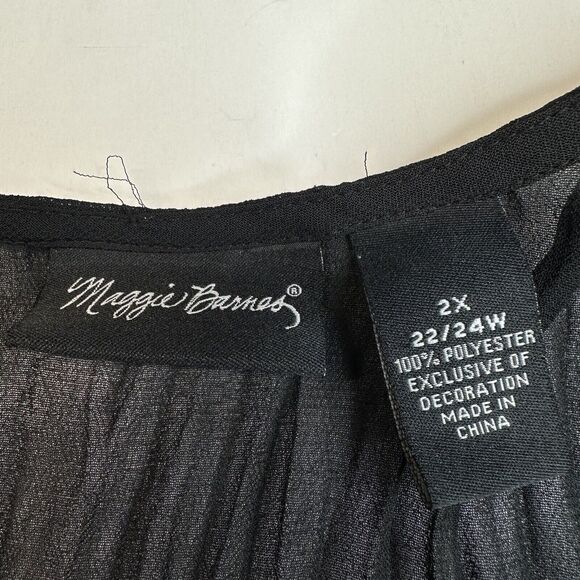 Maggie Barnes®
2X
22/24W
100% POLYESTER
EXCLUSIVE OF
DECORATION
MADE IN
CHINA